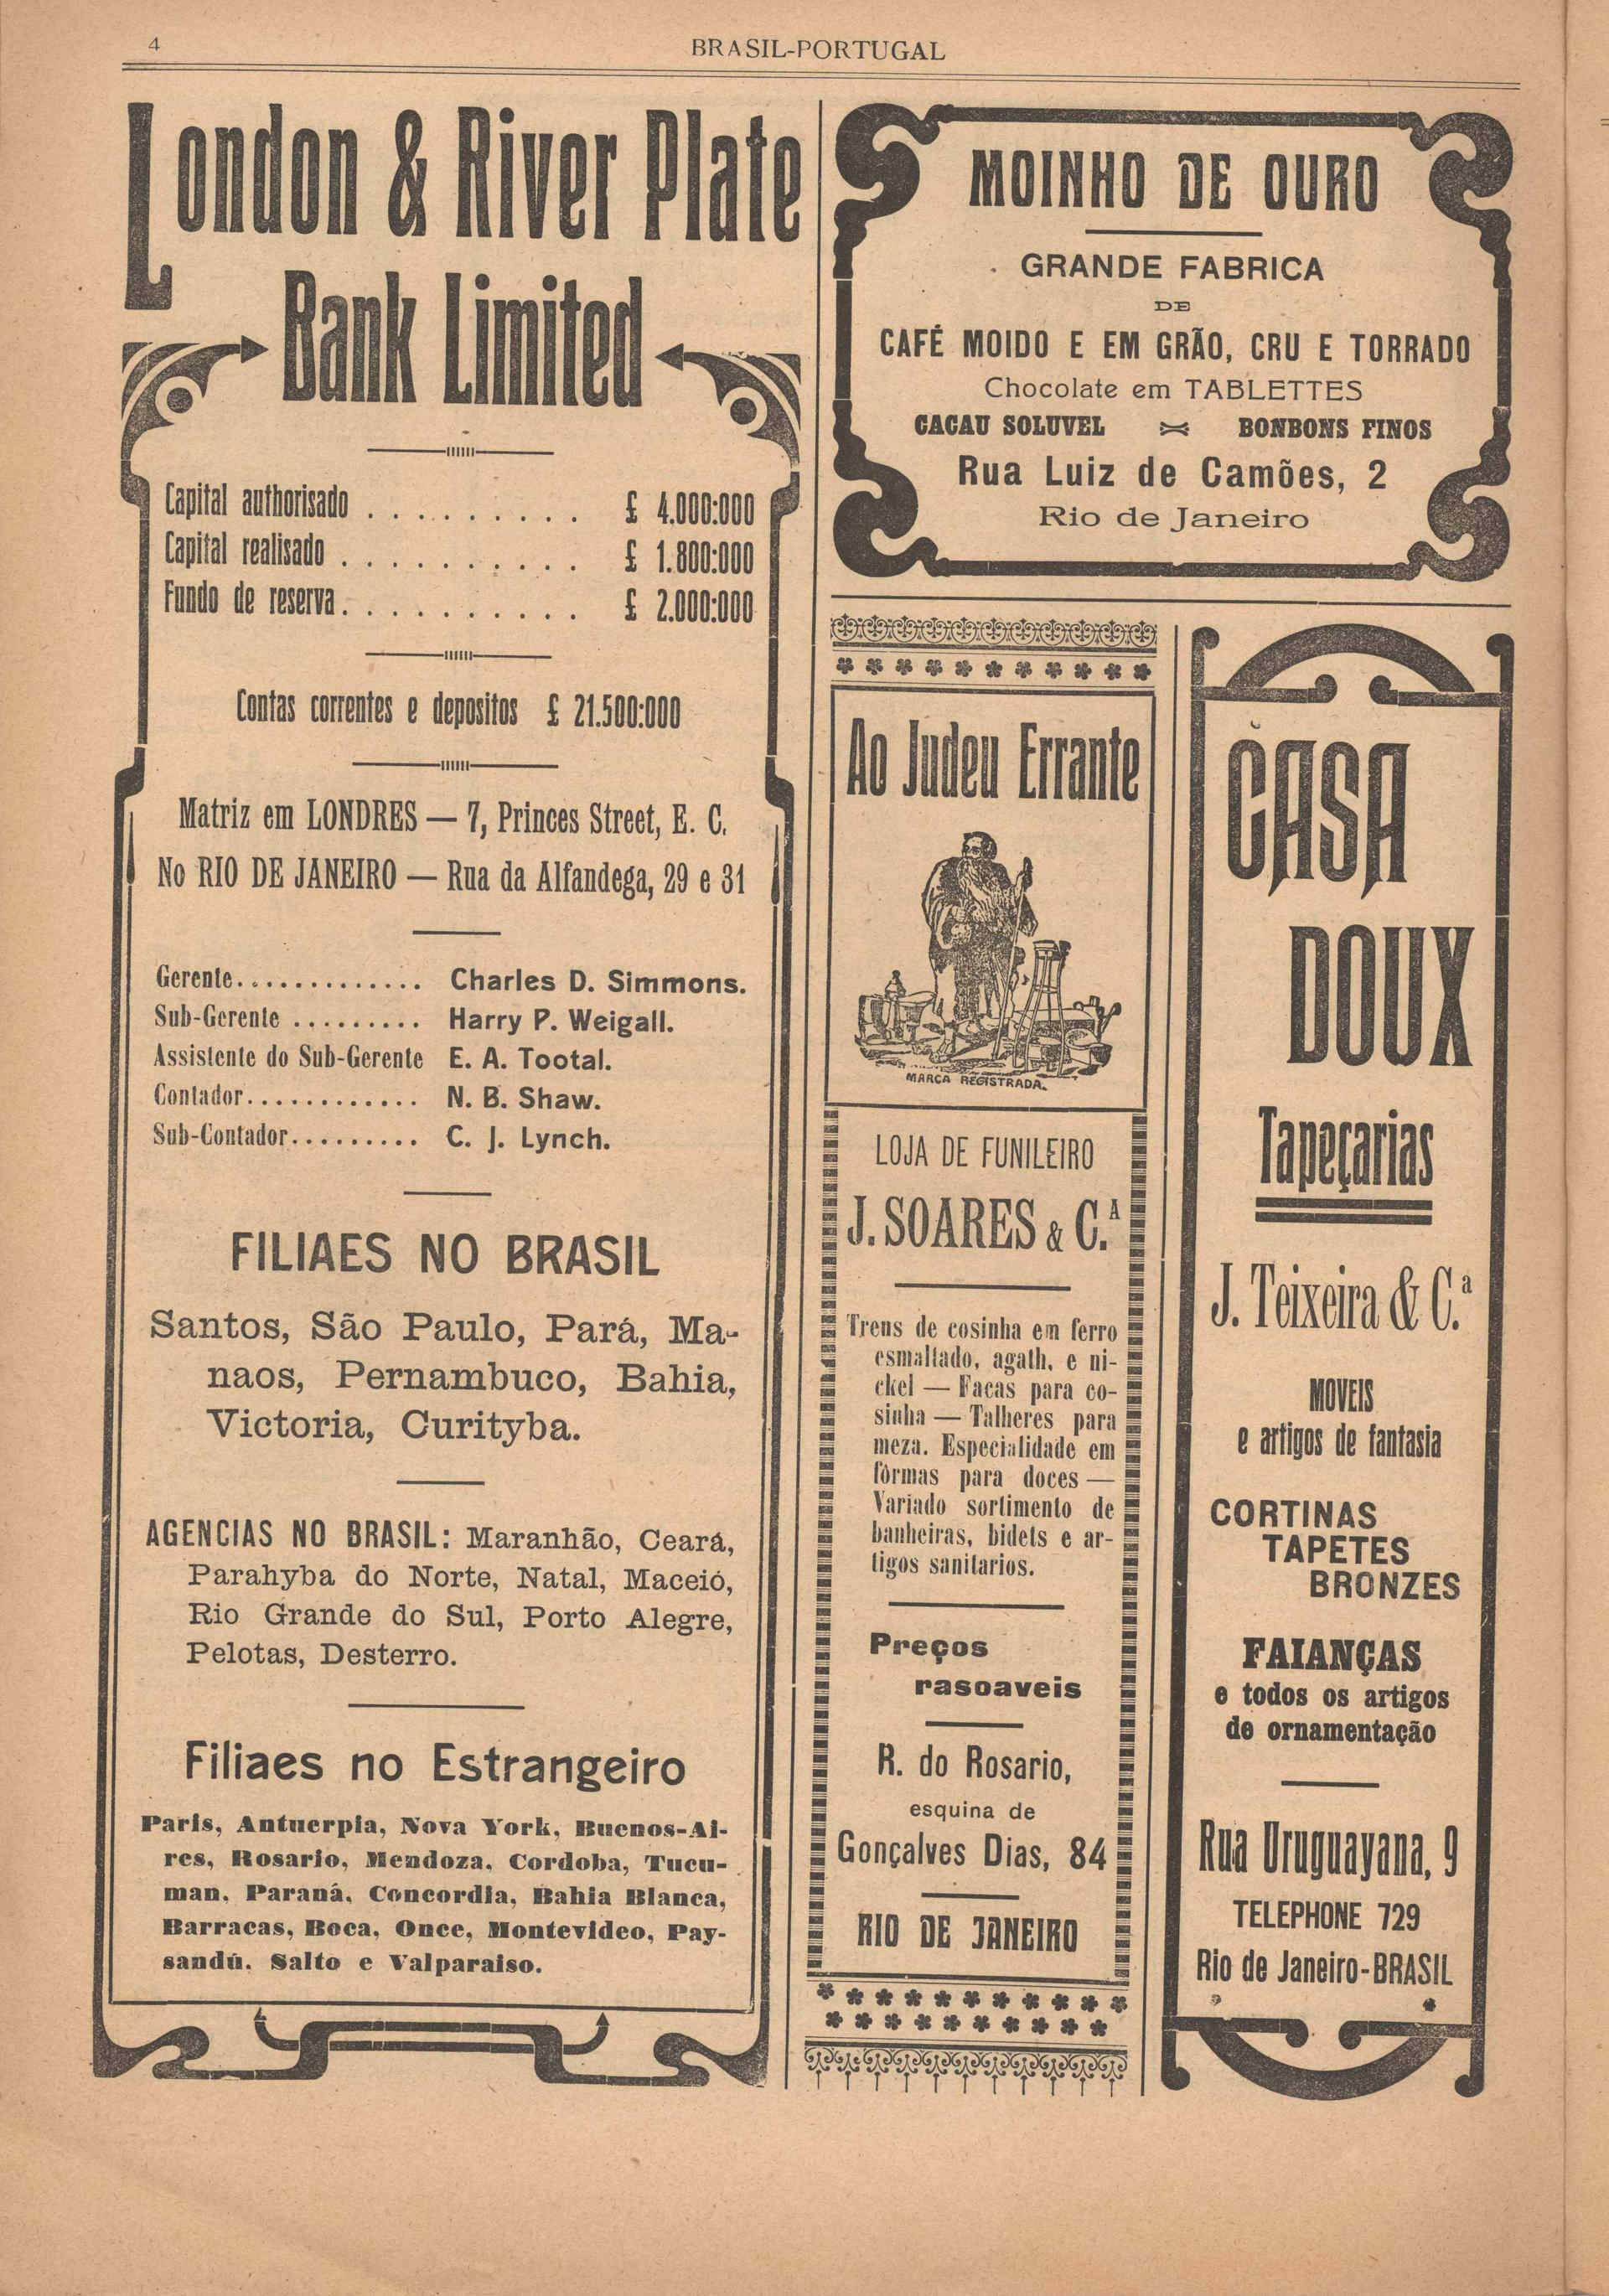 4
BRASIL-PORTUGAL
London & River Plate
Bank Limited
Capital authorisado . . . . . . . . . £ 4.000:000
Capital realisado . . . . . . . . . . £ 1.800:000
Fundo de reserva. . . . . . . . . . £ 2.000:000
Contas correntes e depositos £ 21.500:000
Matriz em LONDRES — 7, Princes Street, E. C.
No RIO DE JANEIRO — Rua da Alfandega, 29 e 31
Gerente............. Charles D. Simmons.
Sub-Gerente ......... Harry P. Weigall.
Assistente do Sub-Gerente E. A. Tootal.
Contador............ N. B. Shaw.
Sub-Contador......... C. J. Lynch.
FILIAES NO BRASIL
Santos, São Paulo, Pará, Ma-
naos, Pernambuco, Bahia,
Victoria, Curityba.
AGENCIAS NO BRASIL: Maranhão, Ceará,
Parahyba do Norte, Natal, Maceió,
Rio Grande do Sul, Porto Alegre,
Pelotas, Desterro.
Filiaes no Estrangeiro
Paris, Antuerpia, Nova York, Buenos-Ai-
res, Rosario, Mendoza, Cordoba, Tucu-
man, Paraná, Concordia, Bahia Blanca,
Barracas, Boca, Once, Montevideo, Pay-
sandú, Salto e Valparaiso.
MOINHO DE OURO
GRANDE FABRICA
DE
CAFÉ MOIDO E EM GRÃO, CRU E TORRADO
Chocolate em TABLETTES
CACAU SOLUVEL BONBONS FINOS
Rua Luiz de Camões, 2
Rio de Janeiro
Ao Judeu Errante
MARCA REGISTRADA.
LOJA DE FUNILEIRO
J. SOARES & C.ª
Trens de cosinha em ferro
esmaltado, agath, e ni-
ckel — Facas para co-
sinha — Talheres para
meza. Especialidade em
fôrmas para doces —
Variado sortimento de
banheiras, bidets e ar-
tigos sanitarios.
Preços
rasoaveis
R. do Rosario,
esquina de
Gonçalves Dias, 84
RIO DE JANEIRO
CASA
DOUX
Tapeçarias
J. Teixeira & C.ª
MOVEIS
e artigos de fantasia
CORTINAS
TAPETES
BRONZES
FAIANÇAS
e todos os artigos
de ornamentação
Rua Uruguayana, 9
TELEPHONE 729
Rio de Janeiro-BRASIL